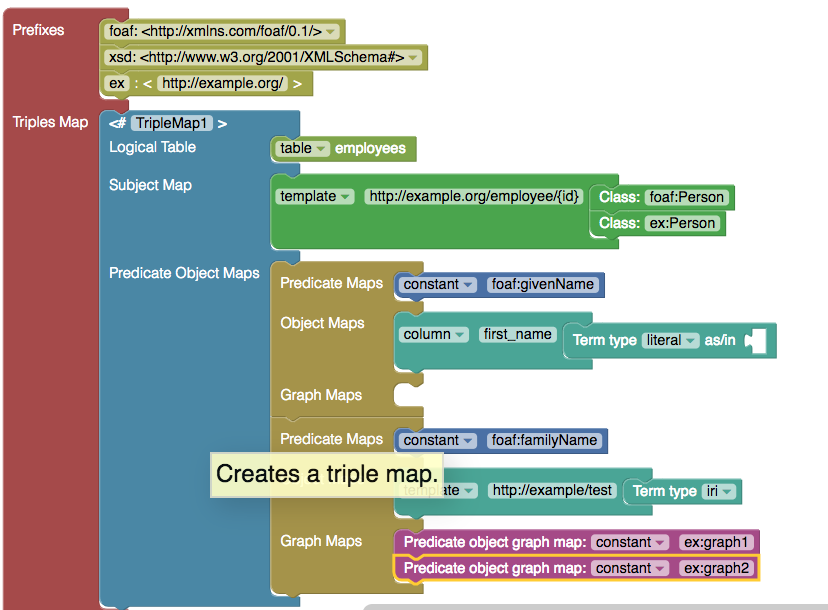 Prefixes
foaf: <http://xmlns.com/foaf/0.1/>
xsd: <http://www.w3.org/2001/XMLSchema#>
ex : < http://example.org/ >
Triples Map
<# TripleMap1 >
Logical Table
table employees
Subject Map
template http://example.org/employee/{id} Class: foaf:Person
Class: ex:Person
Predicate Object Maps
Predicate Maps constant foaf:givenName
Object Maps
column first_name Term type literal as/in
Graph Maps
Predicate Maps constant foaf:familyName
Creates a triple map.
template http://example/test Term type iri
Graph Maps
Predicate object graph map: constant ex:graph1
Predicate object graph map: constant ex:graph2